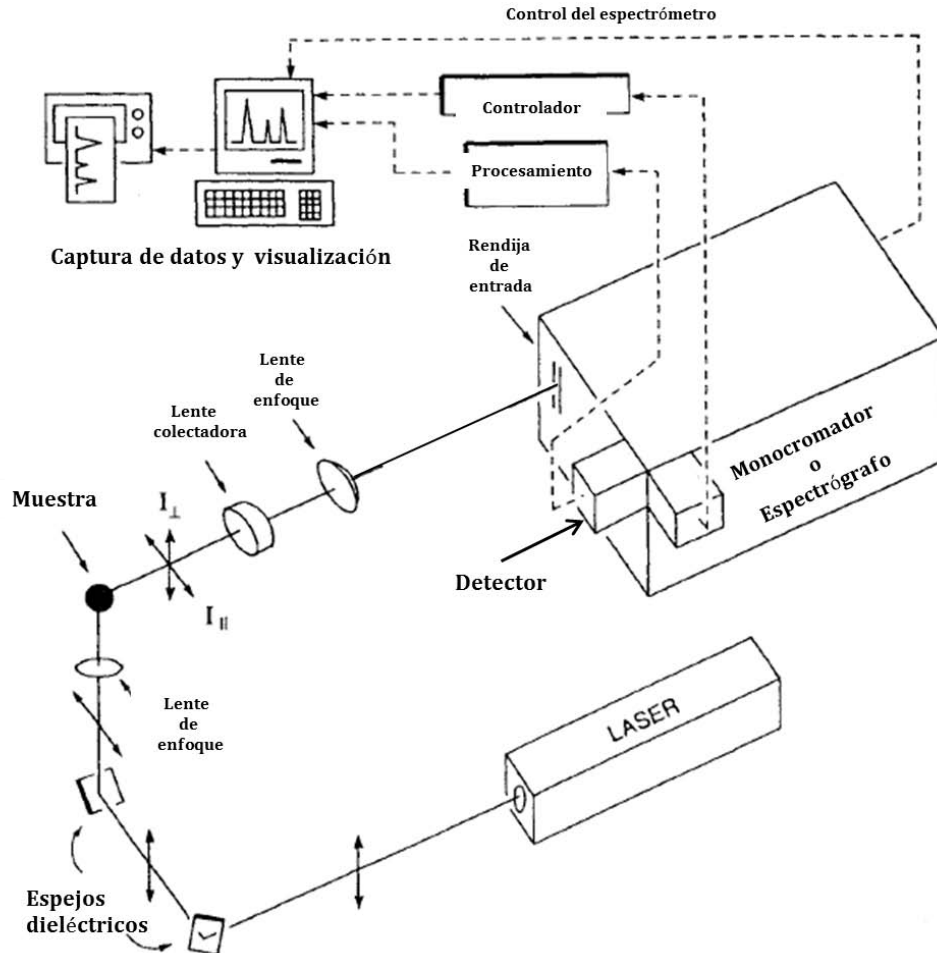 Control del espectrómetro
Controlador
Procesamiento
Captura de datos y visualización
Rendija
de
entrada
Lente
de
enfoque
Lente
colectadora
Monocromador
o
Espectrógrafo
Muestra
I⊥
I||
Detector
Lente
de
enfoque
LASER
Espejos
dieléctricos